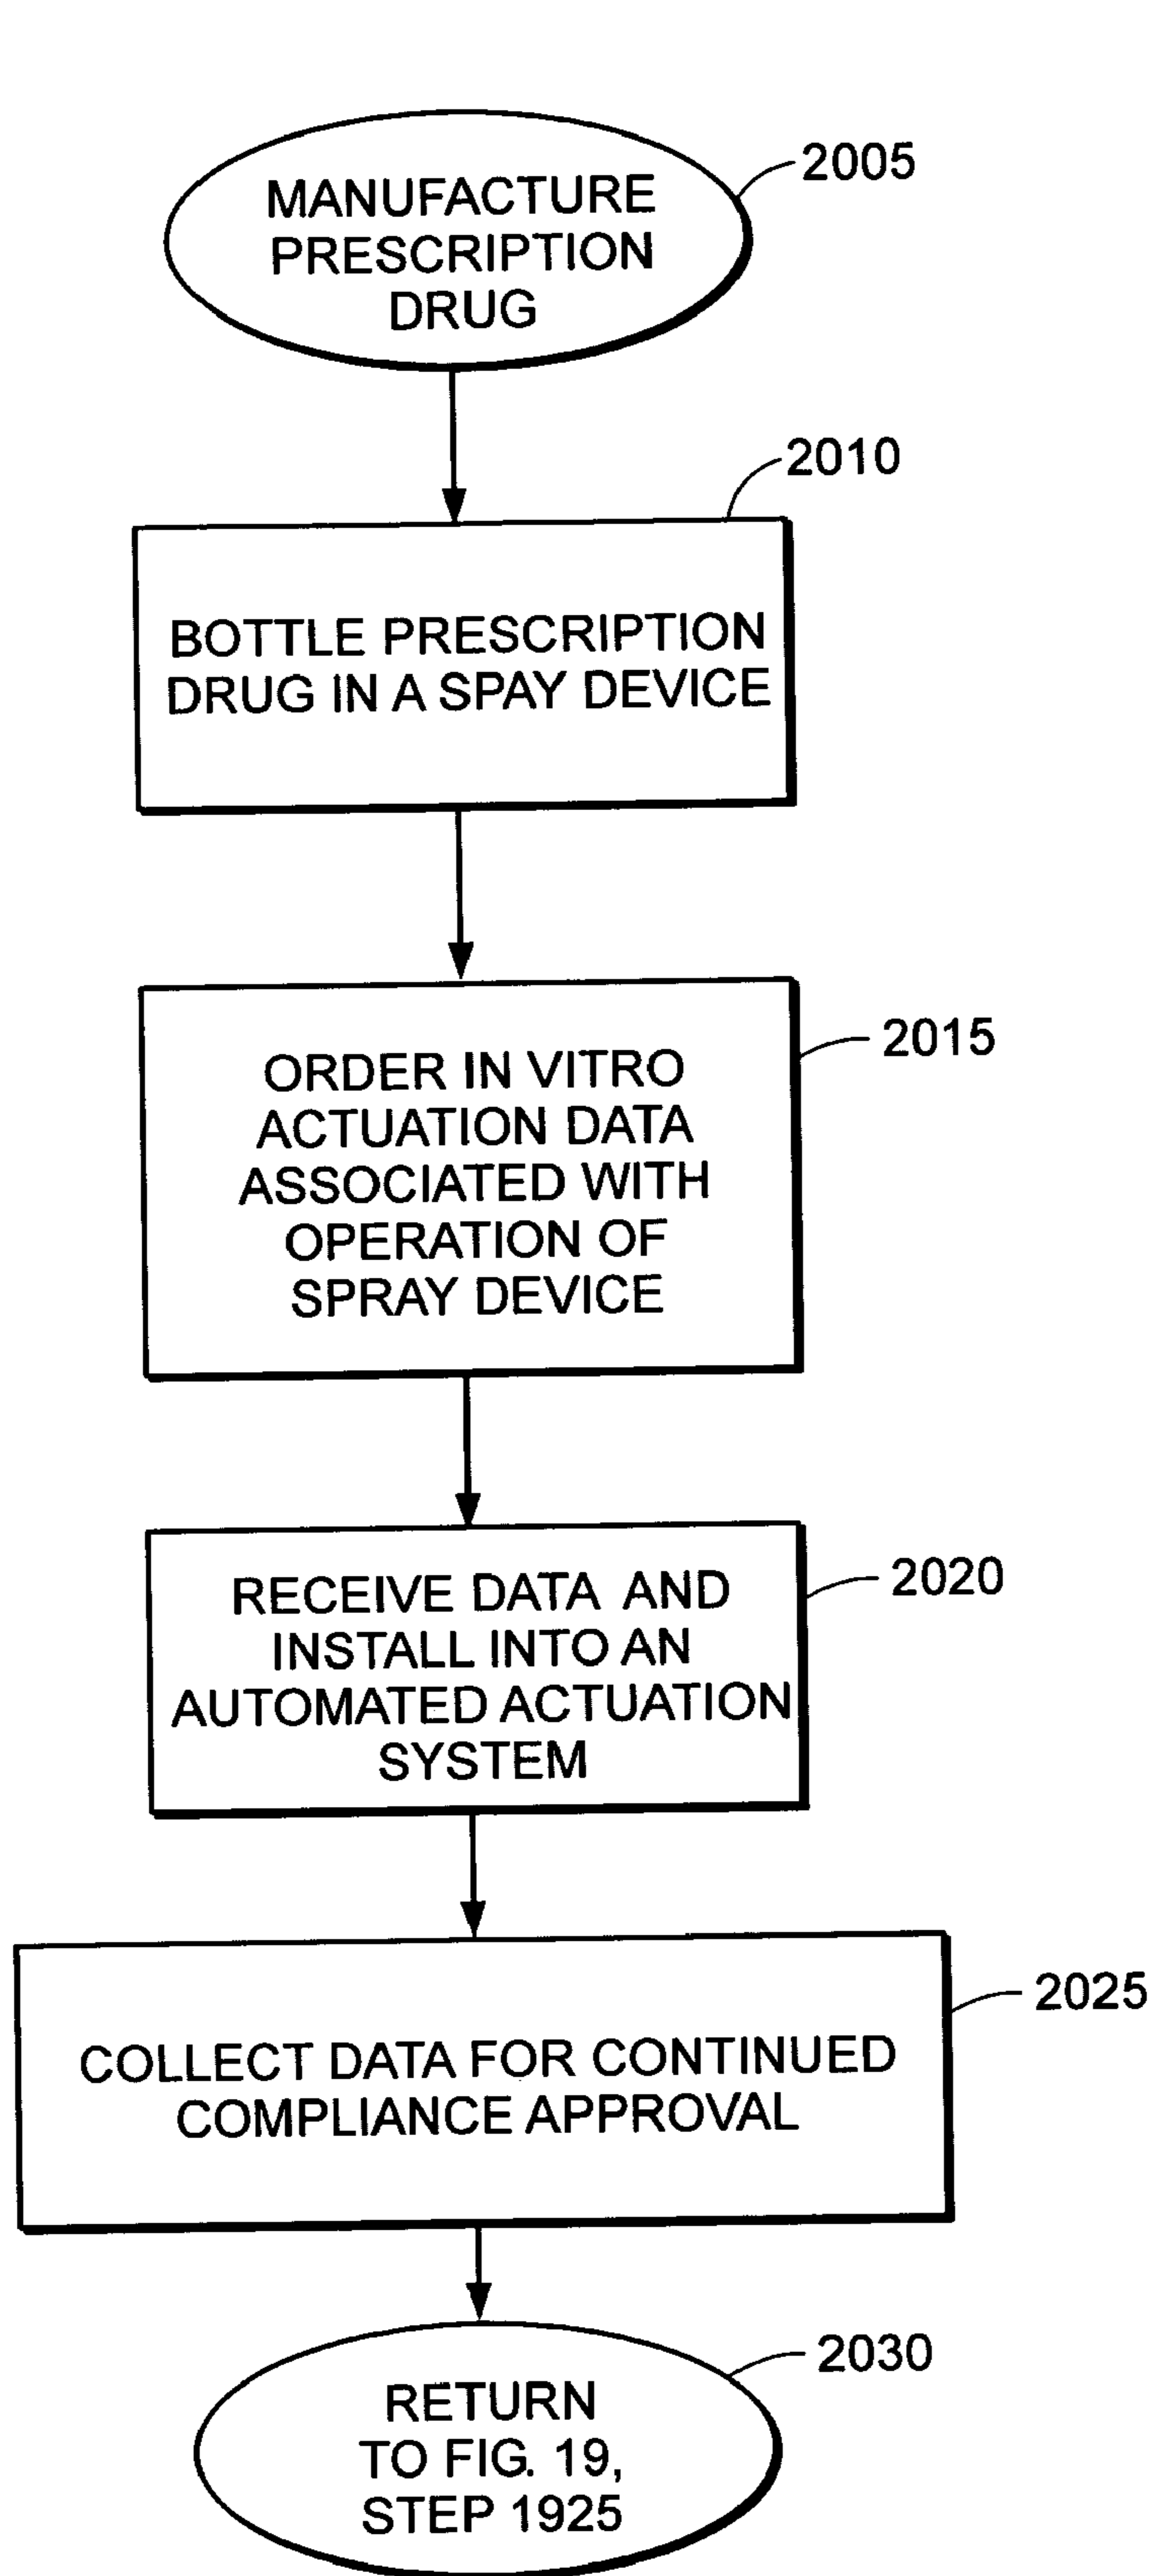 2005
MANUFACTURE
PRESCRIPTION
DRUG
2010
BOTTLE PRESCRIPTION
DRUG IN A SPAY DEVICE
2015
ORDER IN VITRO
ACTUATION DATA
ASSOCIATED WITH
OPERATION OF
SPRAY DEVICE
2020
RECEIVE DATA AND
INSTALL INTO AN
AUTOMATED ACTUATION
SYSTEM
2025
COLLECT DATA FOR CONTINUED
COMPLIANCE APPROVAL
2030
RETURN
TO FIG. 19,
STEP 1925